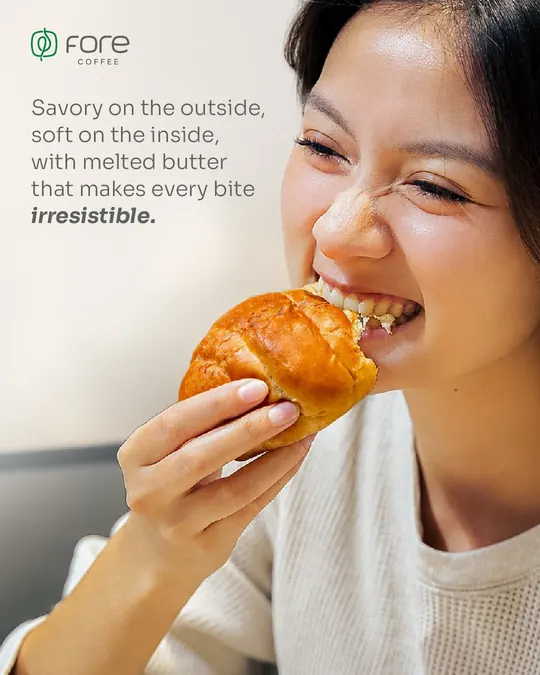 Fore
COFFEE
Savory on the outside,
soft on the inside,
with melted butter
that makes every bite
irresistible.